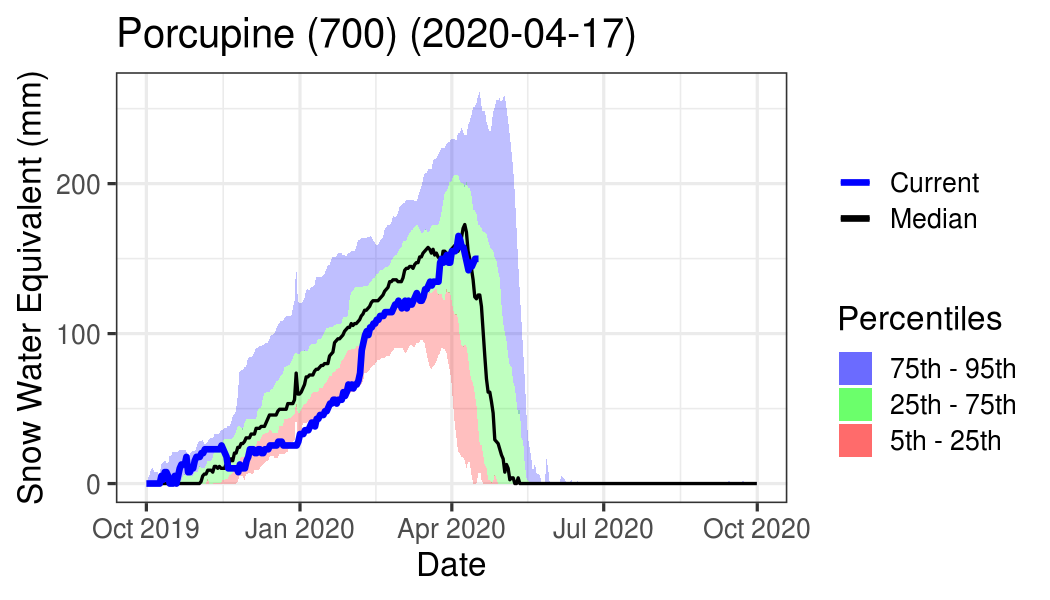 Porcupine (700) (2020-04-17)
Snow Water Equivalent (mm)
200
100
0
Oct 2019
Jan 2020
Apr 2020
Jul 2020
Oct 2020
Date
Current
Median
Percentiles
75th - 95th
25th - 75th
5th - 25th